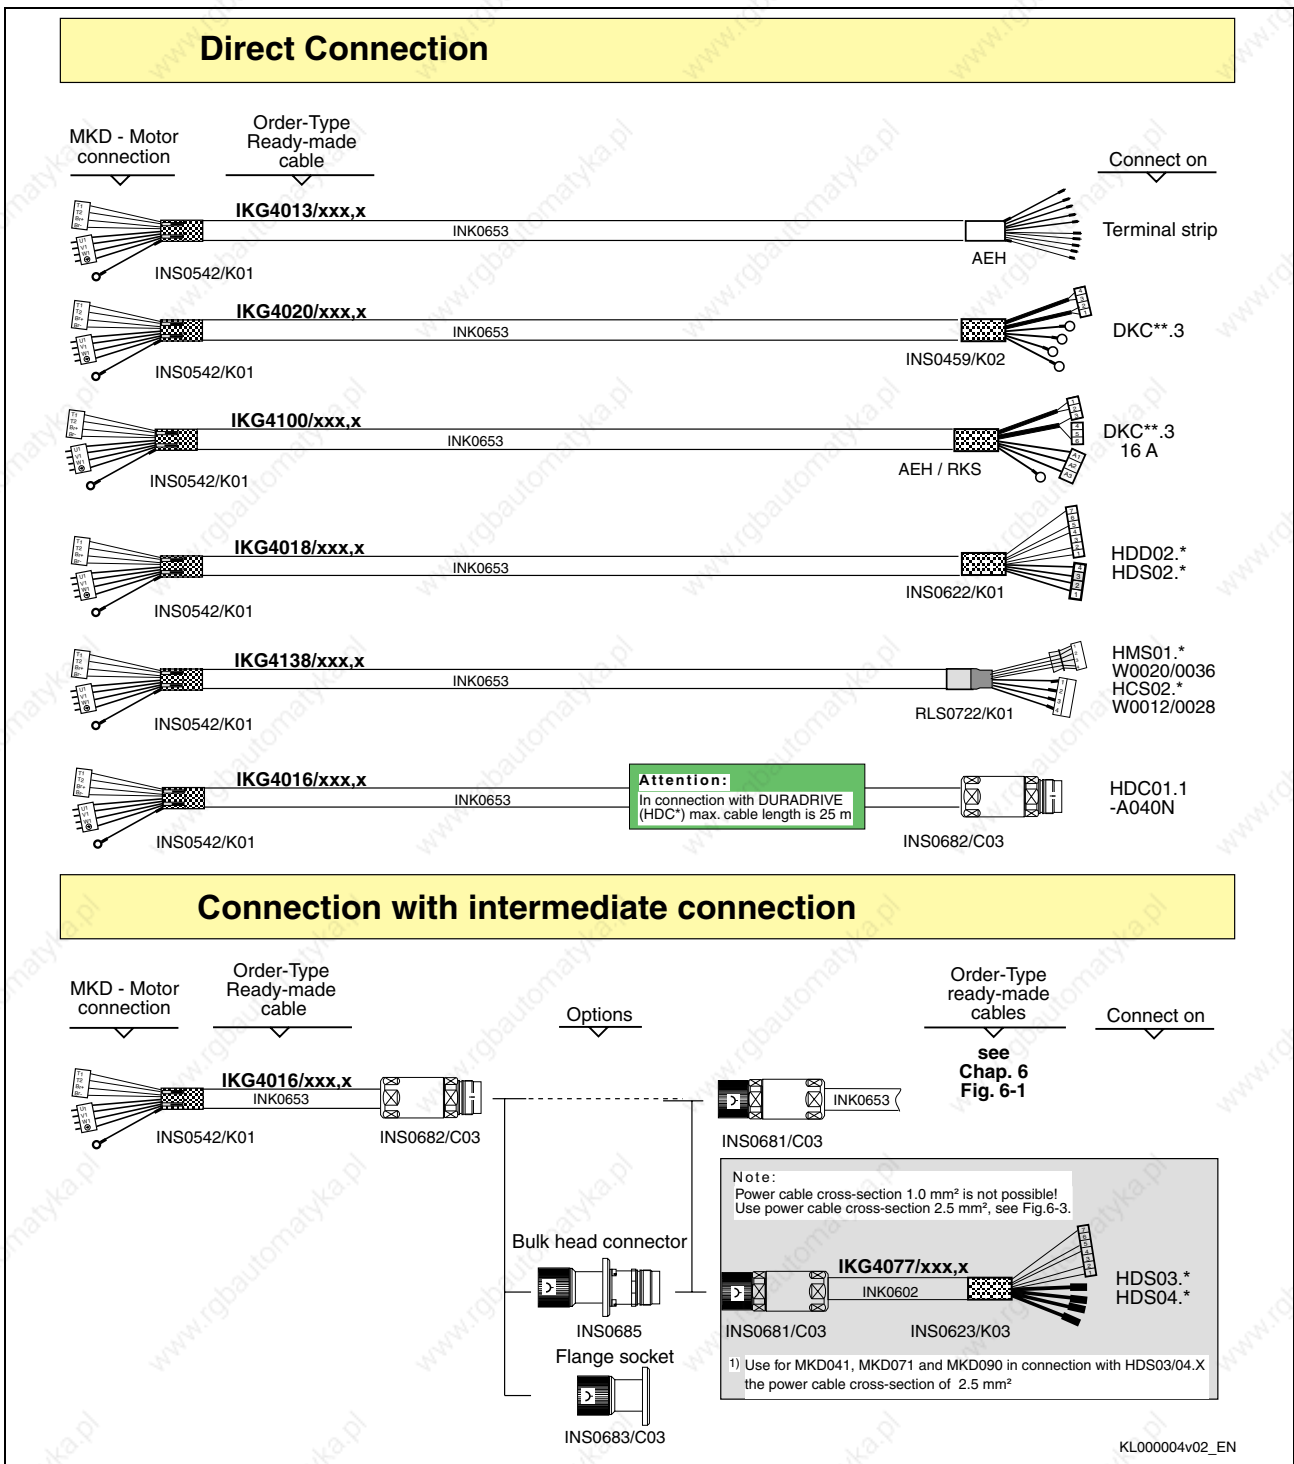 Direct Connection
MKD - Motor
connection
Order-Type
Ready-made
cable
Connect on
IKG4013/xxx,x
INK0653
INS0542/K01
AEH
Terminal strip
IKG4020/xxx,x
INK0653
INS0542/K01
INS0459/K02
DKC**.3
IKG4100/xxx,x
INK0653
INS0542/K01
AEH / RKS
DKC**.3
16 A
IKG4018/xxx,x
INK0653
INS0542/K01
INS0622/K01
HDD02.*
HDS02.*
IKG4138/xxx,x
INK0653
INS0542/K01
RLS0722/K01
HMS01.*
W0020/0036
HCS02.*
W0012/0028
IKG4016/xxx,x
INK0653
INS0542/K01
Attention:
In connection with DURADRIVE
(HDC*) max. cable length is 25 m
INS0682/C03
HDC01.1
-A040N
Connection with intermediate connection
MKD - Motor
connection
Order-Type
Ready-made
cable
Options
Order-Type
ready-made
cables
Connect on
see
Chap. 6
Fig. 6-1
IKG4016/xxx,x
INK0653
INS0542/K01
INS0682/C03
INK0653
INS0681/C03
Note:
Power cable cross-section 1.0 mm² is not possible!
Use power cable cross-section 2.5 mm², see Fig.6-3.
Bulk head connector
INS0685
IKG4077/xxx,x
INK0602
INS0681/C03
INS0623/K03
HDS03.*
HDS04.*
Flange socket
INS0683/C03
1) Use for MKD041, MKD071 and MKD090 in connection with HDS03/04.X
the power cable cross-section of 2.5 mm²
KL000004v02_EN
www.rgbautomatyka.pl